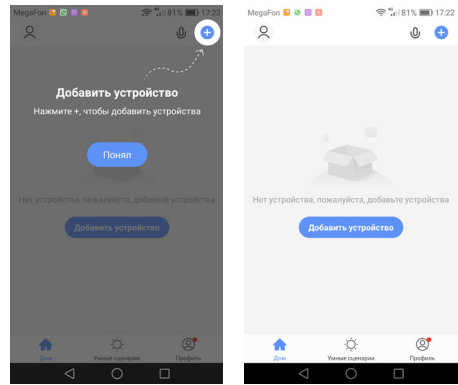 MegaFon 81% 17:22
Добавить устройство
Нажмите +, чтобы добавить устройства
Понял
Нет устройства, пожалуйста, добавьте устройства
Добавить устройство
Дом Умные сценарии Профиль
MegaFon 81% 17:22
Нет устройства, пожалуйста, добавьте устройства
Добавить устройство
Дом Умные сценарии Профиль